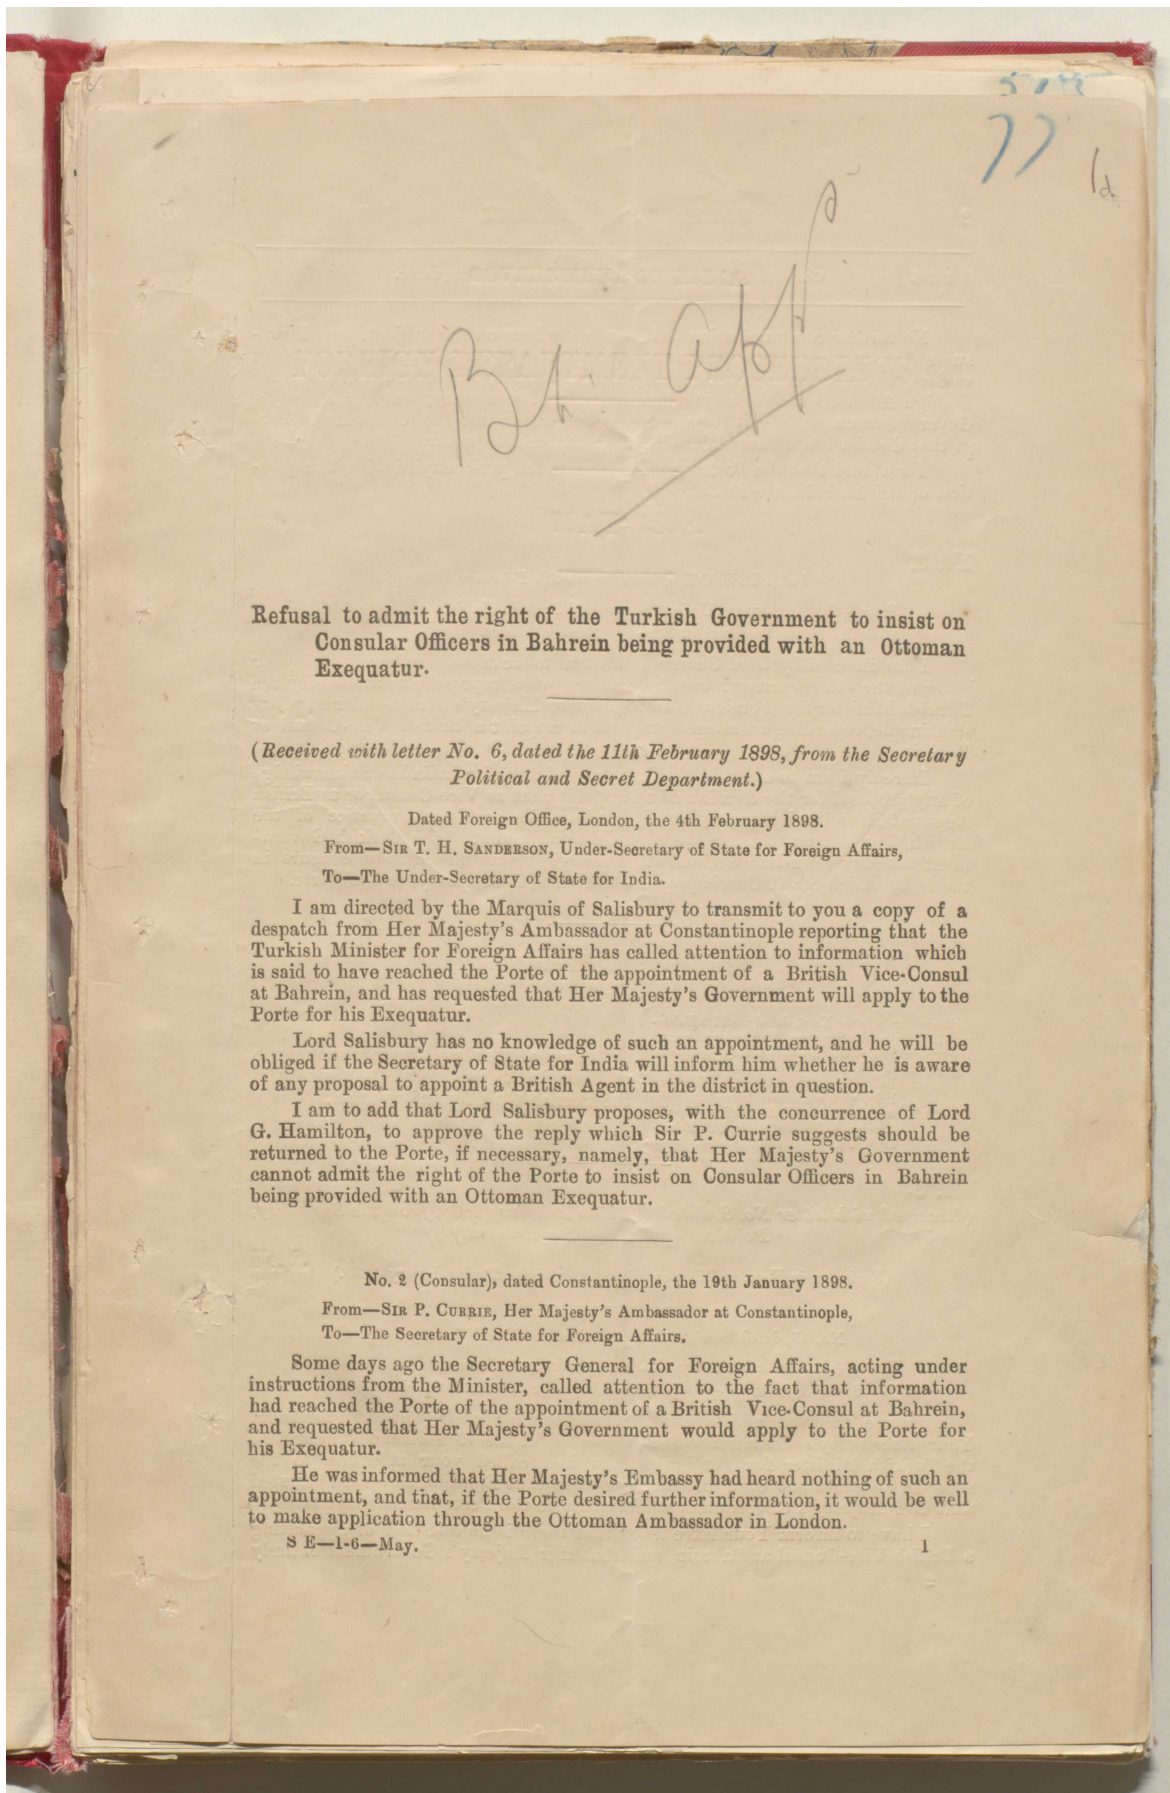 77
Bh. App
Refusal to admit the right of the Turkish Government to insist on
Consular Officers in Bahrein being provided with an Ottoman
Exequatur.
(Received with letter No. 6, dated the 11th February 1898, from the Secretary
Political and Secret Department.)
Dated Foreign Office, London, the 4th February 1898.
From—SIR T. H. SANDERSON, Under-Secretary of State for Foreign Affairs,
To—The Under-Secretary of State for India.
I am directed by the Marquis of Salisbury to transmit to you a copy of a
despatch from Her Majesty's Ambassador at Constantinople reporting that the
Turkish Minister for Foreign Affairs has called attention to information which
is said to have reached the Porte of the appointment of a British Vice-Consul
at Bahrein, and has requested that Her Majesty's Government will apply to the
Porte for his Exequatur.
Lord Salisbury has no knowledge of such an appointment, and he will be
obliged if the Secretary of State for India will inform him whether he is aware
of any proposal to appoint a British Agent in the district in question.
I am to add that Lord Salisbury proposes, with the concurrence of Lord
G. Hamilton, to approve the reply which Sir P. Currie suggests should be
returned to the Porte, if necessary, namely, that Her Majesty's Government
cannot admit the right of the Porte to insist on Consular Officers in Bahrein
being provided with an Ottoman Exequatur.
No. 2 (Consular), dated Constantinople, the 19th January 1898.
From—SIR P. CURRIE, Her Majesty's Ambassador at Constantinople,
To—The Secretary of State for Foreign Affairs.
Some days ago the Secretary General for Foreign Affairs, acting under
instructions from the Minister, called attention to the fact that information
had reached the Porte of the appointment of a British Vice-Consul at Bahrein,
and requested that Her Majesty's Government would apply to the Porte for
his Exequatur.
He was informed that Her Majesty's Embassy had heard nothing of such an
appointment, and that, if the Porte desired further information, it would be well
to make application through the Ottoman Ambassador in London.
S E—1-6—May.
1